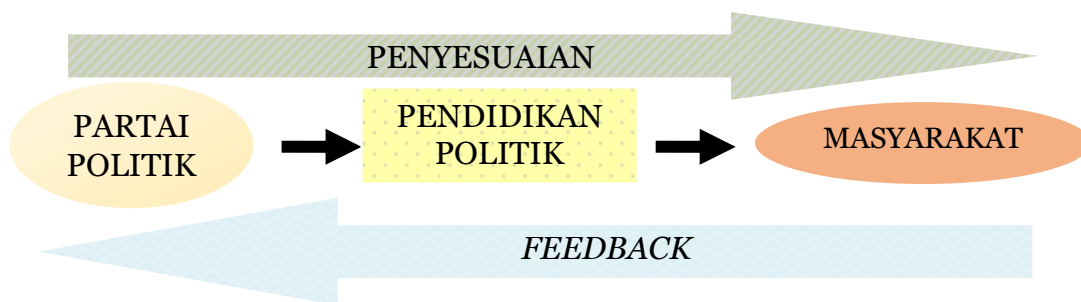 PENYESUAIAN
PARTAI
POLITIK
PENDIDIKAN
POLITIK
MASYARAKAT
FEEDBACK